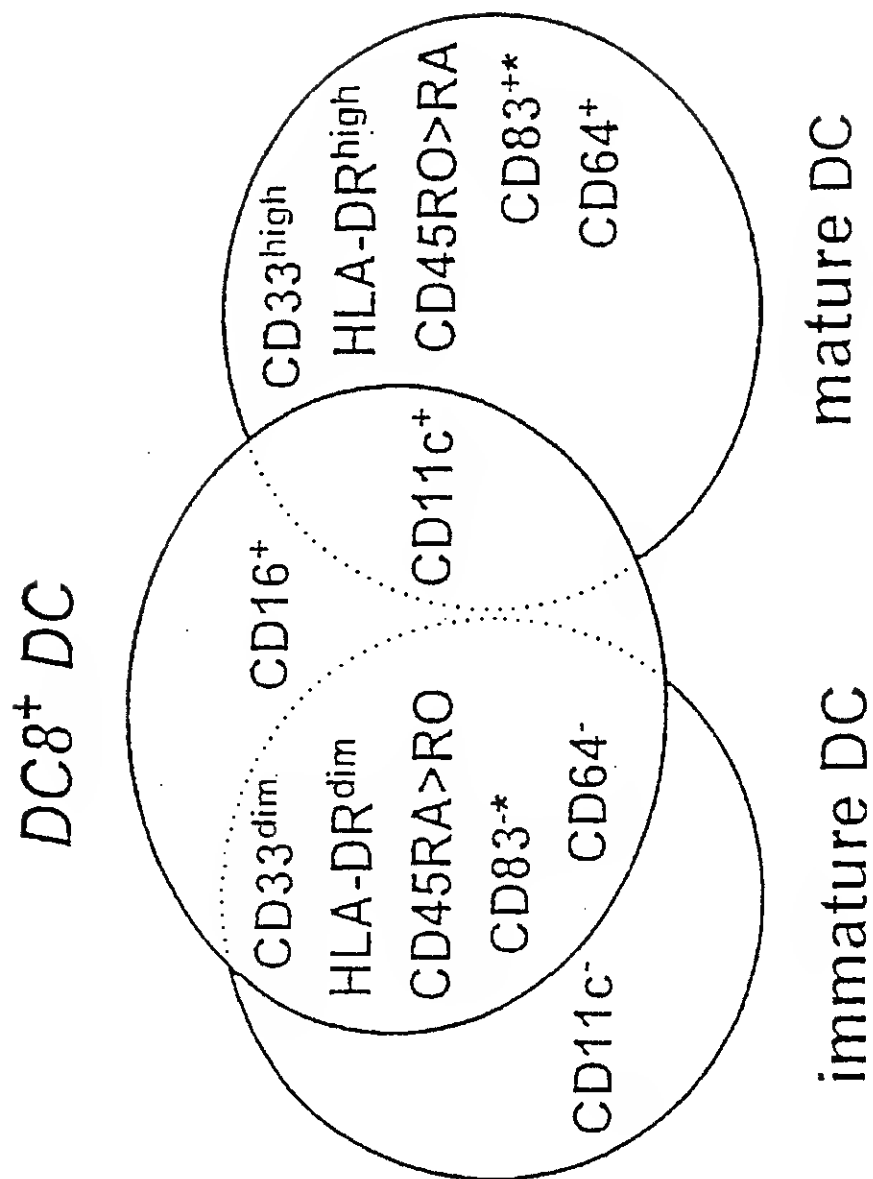 DC8⁺ DC
CD33ᵈⁱᵐ
HLA-DRᵈⁱᵐ
CD45RA>RO
CD83⁻*
CD64⁻
CD11c⁻
CD16⁺
CD11c⁺
CD33ʰⁱᵍʰ
HLA-DRʰⁱᵍʰ
CD45RO>RA
CD83⁺*
CD64⁺
immature DC
mature DC